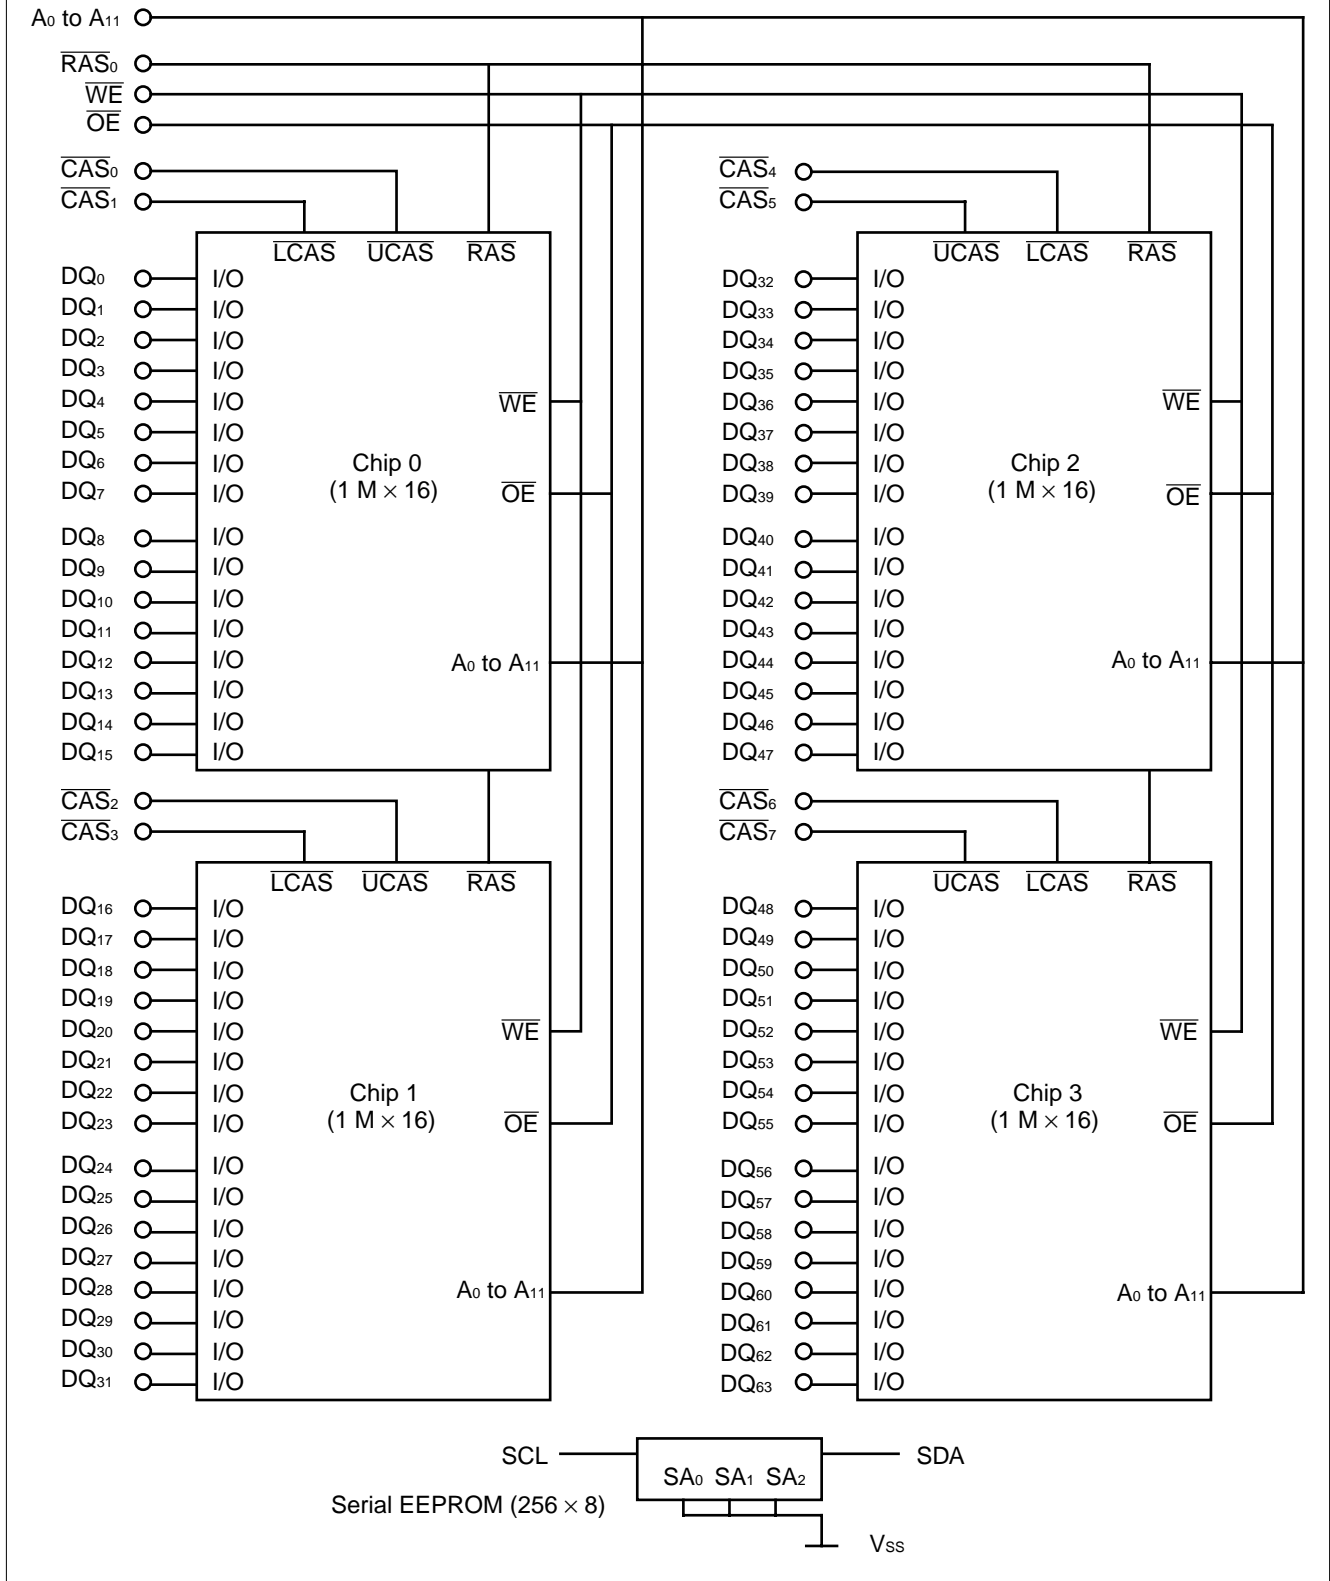 A0 to A11
RAS0
WE
OE
CAS0
CAS1
LCAS UCAS RAS
DQ0 I/O
DQ1 I/O
DQ2 I/O
DQ3 I/O
DQ4 I/O
WE
DQ5 I/O
DQ6 I/O
Chip 0
(1 M × 16)
DQ7 I/O
OE
DQ8 I/O
DQ9 I/O
DQ10 I/O
DQ11 I/O
DQ12 I/O
A0 to A11
DQ13 I/O
DQ14 I/O
DQ15 I/O
CAS4
CAS5
UCAS LCAS RAS
DQ32 I/O
DQ33 I/O
DQ34 I/O
DQ35 I/O
DQ36 I/O
WE
DQ37 I/O
DQ38 I/O
Chip 2
(1 M × 16)
DQ39 I/O
OE
DQ40 I/O
DQ41 I/O
DQ42 I/O
DQ43 I/O
DQ44 I/O
A0 to A11
DQ45 I/O
DQ46 I/O
DQ47 I/O
CAS2
CAS3
LCAS UCAS RAS
DQ16 I/O
DQ17 I/O
DQ18 I/O
DQ19 I/O
DQ20 I/O
WE
DQ21 I/O
DQ22 I/O
Chip 1
(1 M × 16)
DQ23 I/O
OE
DQ24 I/O
DQ25 I/O
DQ26 I/O
DQ27 I/O
DQ28 I/O
A0 to A11
DQ29 I/O
DQ30 I/O
DQ31 I/O
CAS6
CAS7
UCAS LCAS RAS
DQ48 I/O
DQ49 I/O
DQ50 I/O
DQ51 I/O
DQ52 I/O
WE
DQ53 I/O
DQ54 I/O
Chip 3
(1 M × 16)
DQ55 I/O
OE
DQ56 I/O
DQ57 I/O
DQ58 I/O
DQ59 I/O
DQ60 I/O
A0 to A11
DQ61 I/O
DQ62 I/O
DQ63 I/O
SCL
SDA
SA0 SA1 SA2
Serial EEPROM (256 × 8)
VSS